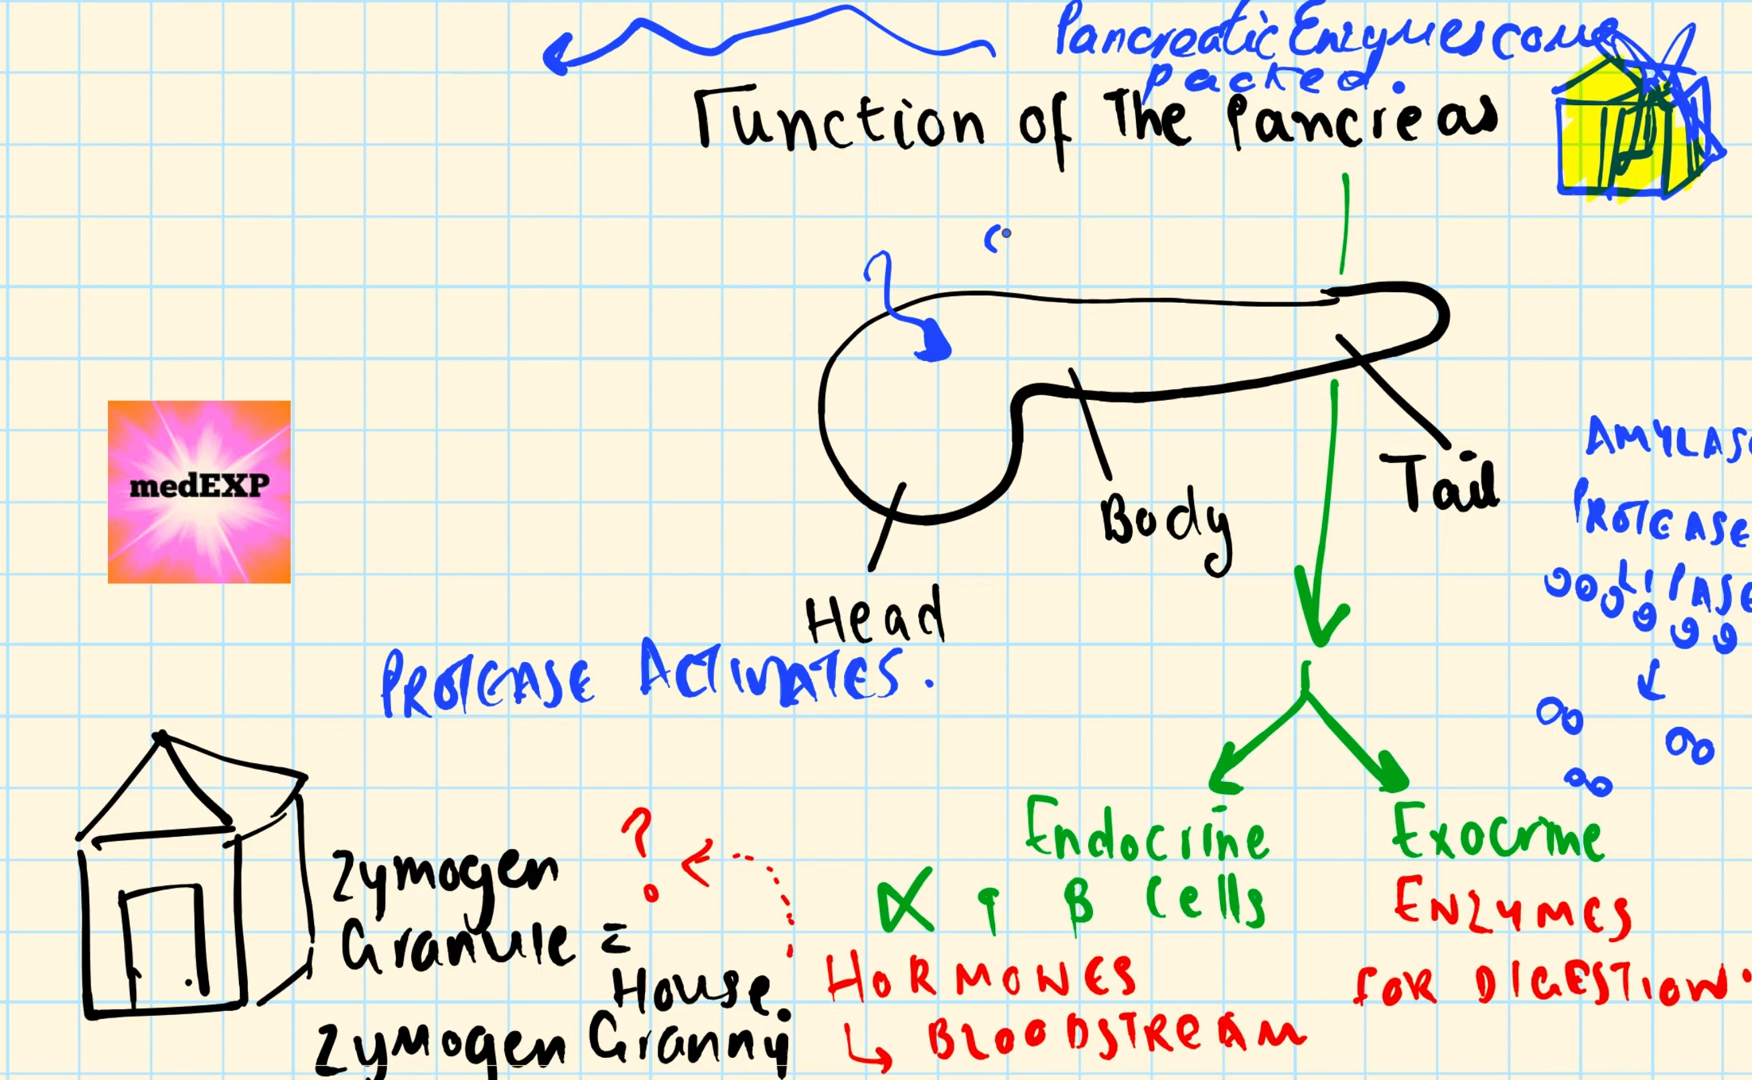 Pancreatic Enzymes come
packed.
Function of The Pancreas
medEXP
Tail
Body
Head
AMYLAS
PROTEASE
LIPASE
PROTEASE ACTIVATES.
Endocrine
Exocrine
α β Cells
ENZYMES
FOR DIGESTION.
HORMONES
↳ BLOODSTREAM
?
Zymogen
Granule =
House.
Zymogen Granny